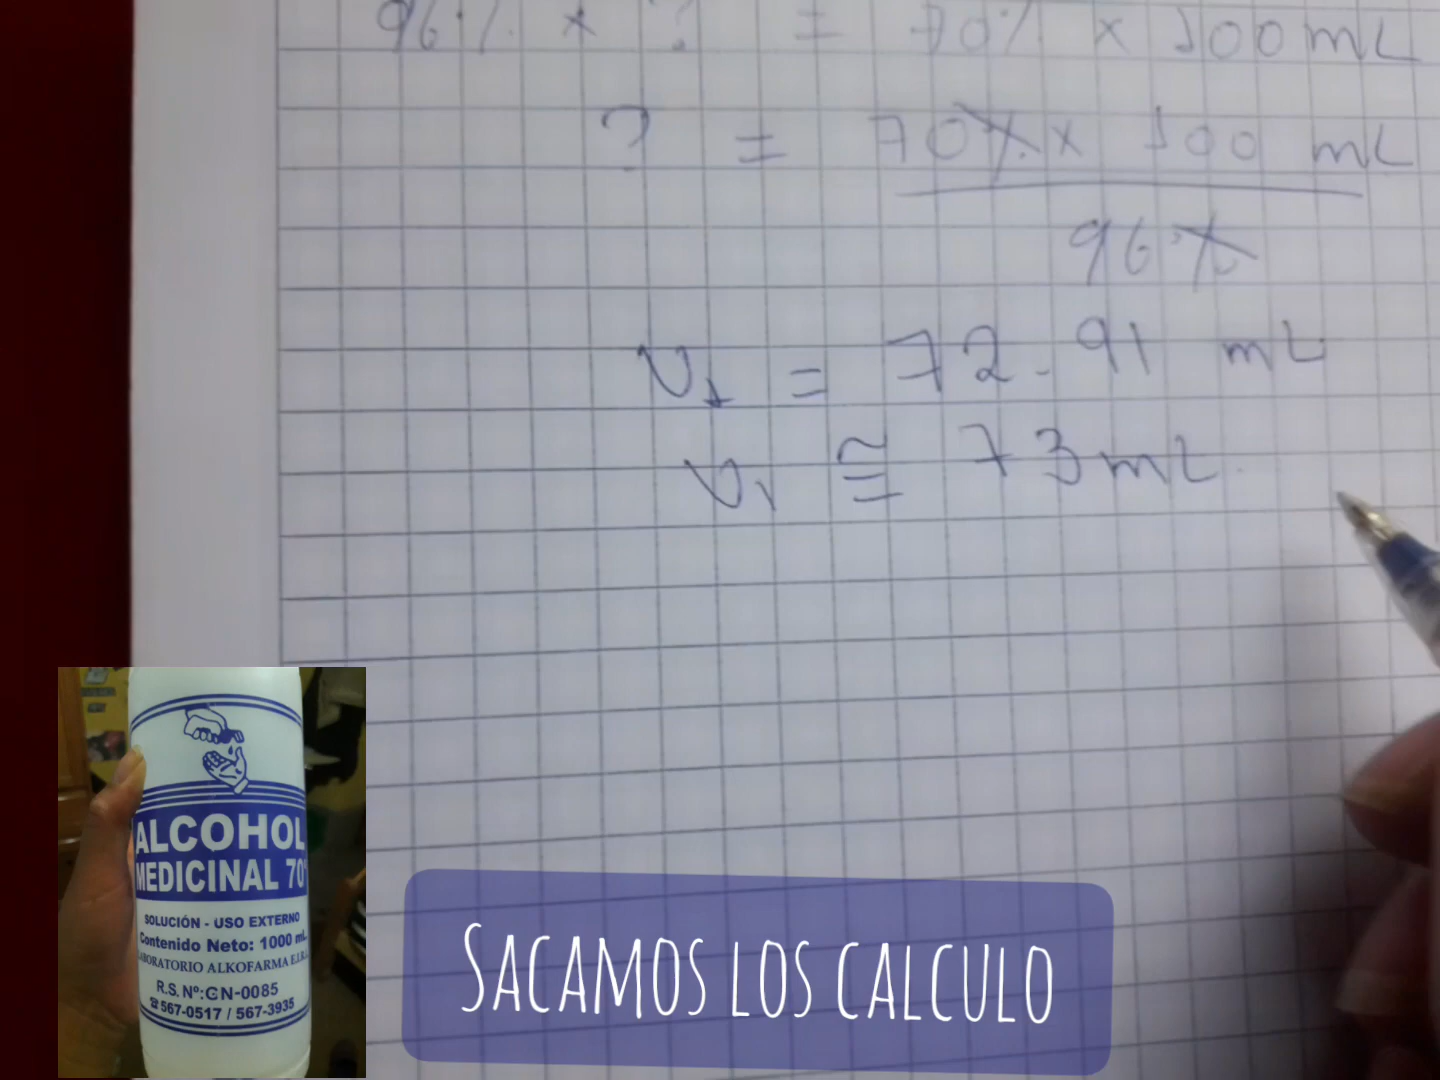 96% x ? = 70% x 100 mL
? = 70% x 100 mL
96%
V1 = 72.91 mL
V1 ≅ 73 mL.
ALCOHOL
MEDICINAL 70°
SOLUCIÓN - USO EXTERNO
Contenido Neto: 1000 mL
LABORATORIO ALKOFARMA E.I.R.L
R.S. Nº: CN-0085
☎ 567-0517 / 567-3935
SACAMOS LOS CALCULO